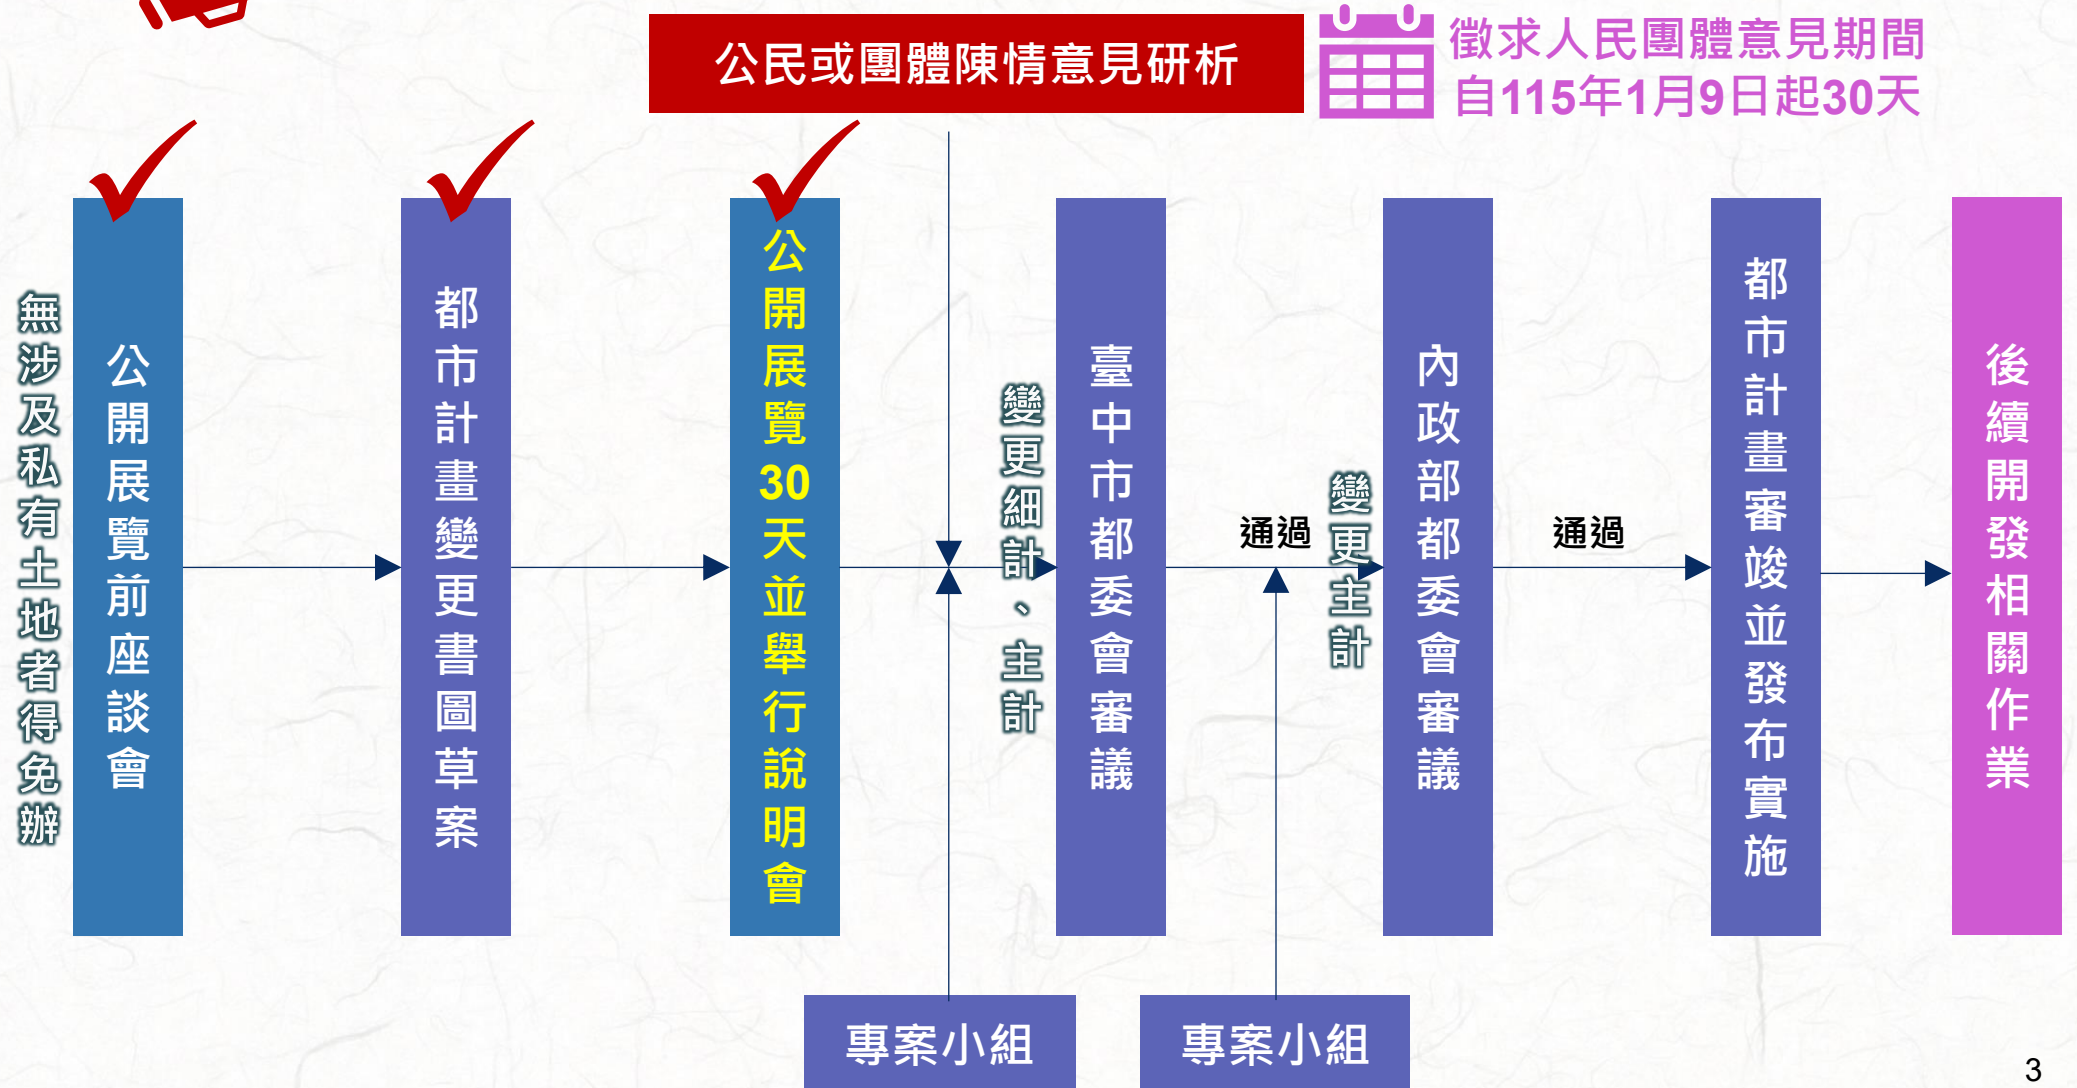 公民或團體陳情意見研析
徵求人民團體意見期間
自115年1月9日起30天
無涉及私有土地者得免辦
公開展覽前座談會
都市計畫變更書圖草案
公開展覽30天並舉行說明會
變更細計、主計
臺中市都委會審議
通過
變更主計
內政部都委會審議
通過
都市計畫審竣並發布實施
後續開發相關作業
專案小組
專案小組
3